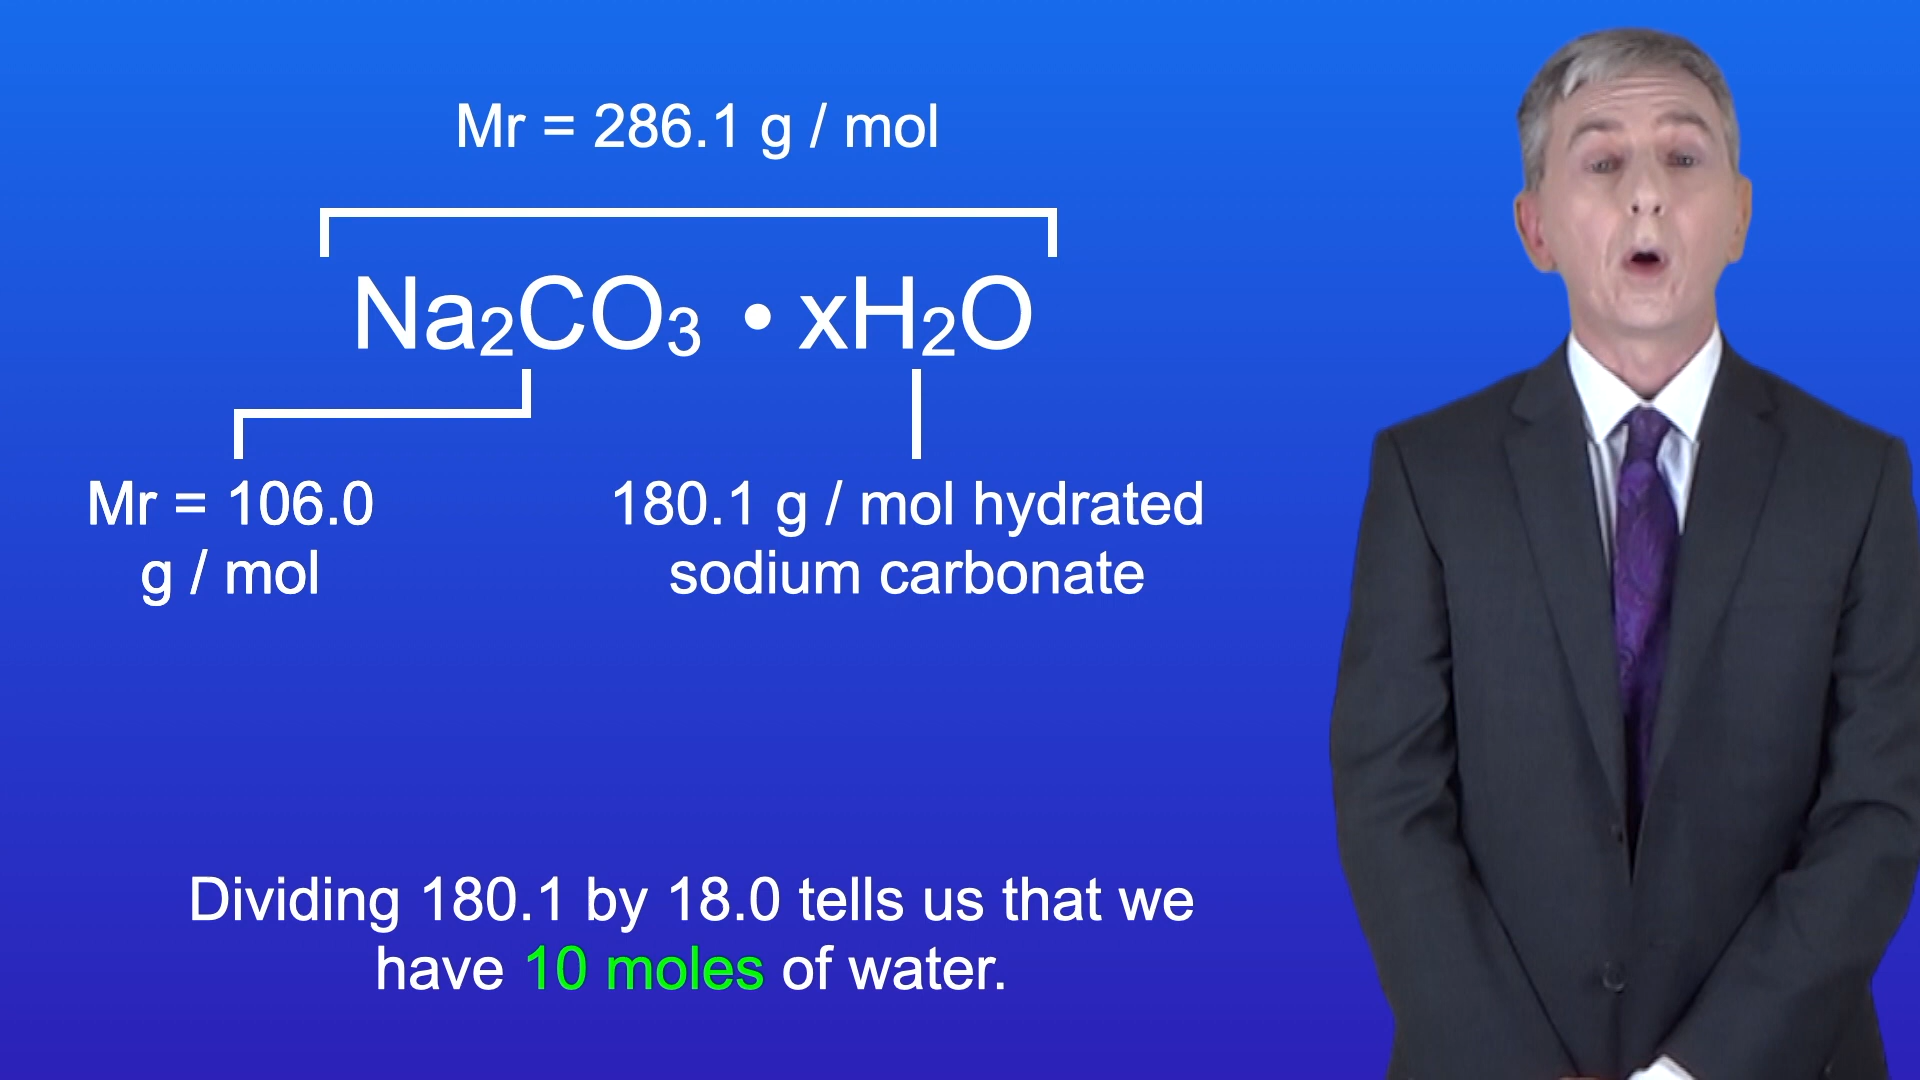 Mr = 286.1 g / mol
Na₂CO₃ • xH₂O
Mr = 106.0
g / mol
180.1 g / mol hydrated
sodium carbonate
Dividing 180.1 by 18.0 tells us that we
have 10 moles of water.